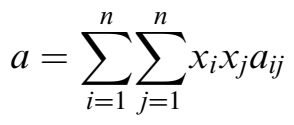 $a = \sum_{i=1}^{n} \sum_{j=1}^{n} x_i x_j a_{ij}$